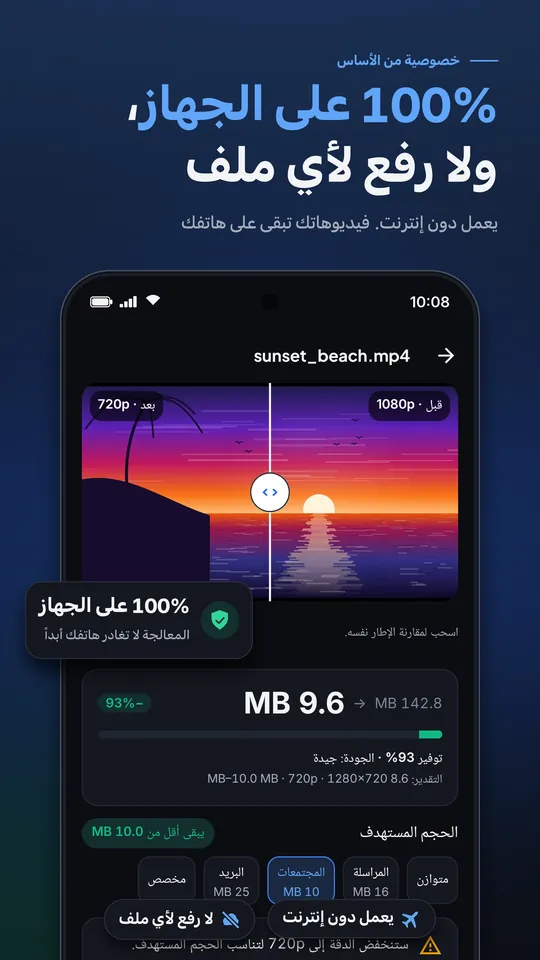 خصوصية من الأساس
100% على الجهاز،
ولا رفع لأي ملف
يعمل دون إنترنت. فيديوهاتك تبقى على هاتفك
10:08
sunset_beach.mp4
قبل · 1080p
بعد · 720p
100% على الجهاز
المعالجة لا تغادر هاتفك أبداً
اسحب لمقارنة الإطار نفسه.
142.8 MB → 9.6 MB
−93%
توفير 93% · الجودة: جيدة
التقدير: 8.6 MB–10.0 MB · 720p · 1280×720
الحجم المستهدف
يبقى أقل من 10.0 MB
متوازن
المراسلة
16 MB
المجتمعات
10 MB
البريد
25 MB
مخصص
يعمل دون إنترنت
لا رفع لأي ملف
ستنخفض الدقة إلى 720p لتناسب الحجم المستهدف.